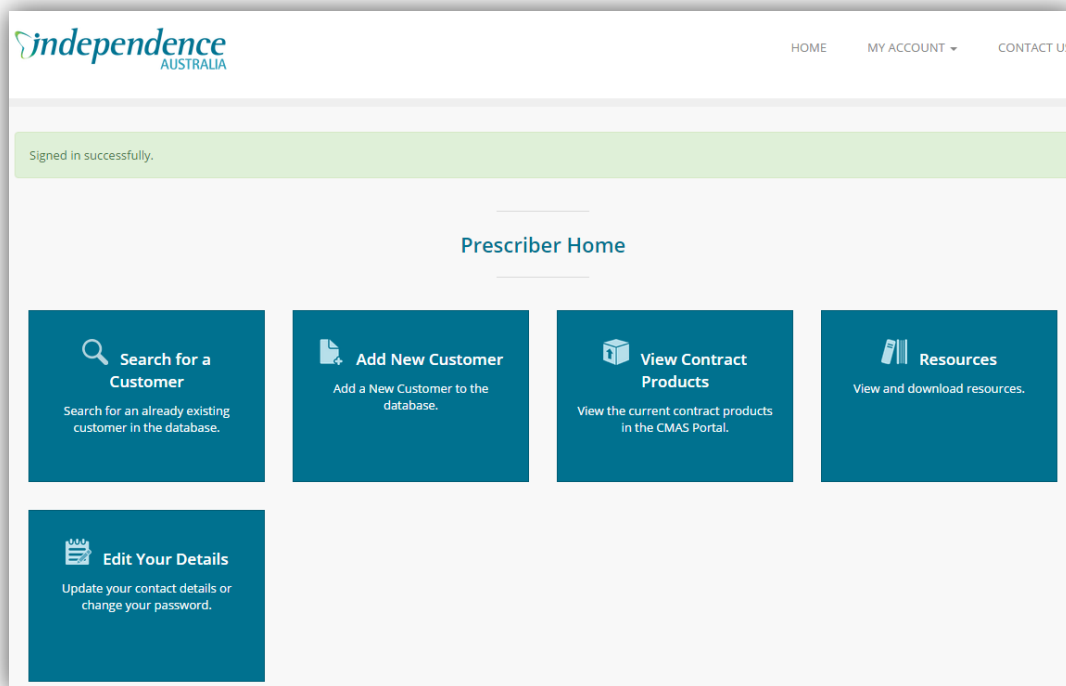 independence
AUSTRALIA
HOME MY ACCOUNT CONTACT US
Signed in successfully.
Prescriber Home
Search for a
Customer
Search for an already existing
customer in the database.
Add New Customer
Add a New Customer to the
database.
View Contract
Products
View the current contract products
in the CMAS Portal.
Resources
View and download resources.
Edit Your Details
Update your contact details or
change your password.